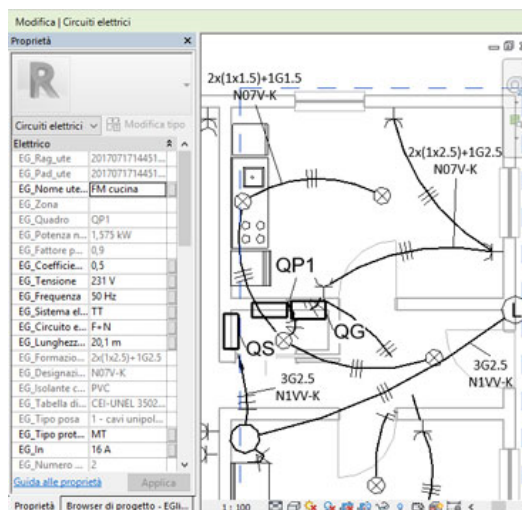 Modifica | Circuiti elettrici
Proprietà
R
Circuiti elettrici
Modifica tipo
Elettrico
EG_Rag_ute 2017071714451...
EG_Pad_ute 2017071714451...
EG_Nome ute... FM cucina
EG_Zona
EG_Quadro QP1
EG_Potenza n... 1,575 kW
EG_Fattore p... 0,9
EG_Coefficie... 0,5
EG_Tensione 231 V
EG_Frequenza 50 Hz
EG_Sistema el... TT
EG_Circuito e... F+N
EG_Lunghezz... 20,1 m
EG_Formazio... 2x(1x2.5)+1G2.5
EG_Designazi... N07V-K
EG_Isolante c... PVC
EG_Tabella di... CEI-UNEL 3502...
EG_Tipo posa 1 - cavi unipol...
EG_Tipo prot... MT
EG_In 16 A
EG_Numero ... 2
Guida alle proprietà
Applica
Proprietà
Browser di progetto - EGli...
2x(1x1.5)+1G1.5
N07V-K
2x(1x2.5)+1G2.5
N07V-K
QP1
QG
QS
L
3G2.5
N1VV-K
3G2.5
N1VV-K
1 : 100